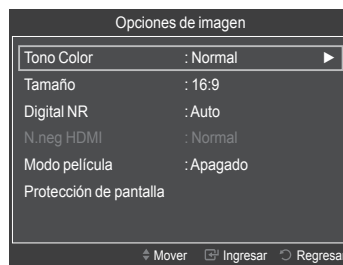 Opciones de imagen
Tono Color : Normal ►
Tamaño : 16:9
Digital NR : Auto
N.neg HDMI : Normal
Modo película : Apagado
Protección de pantalla
Mover Ingresar Regresar